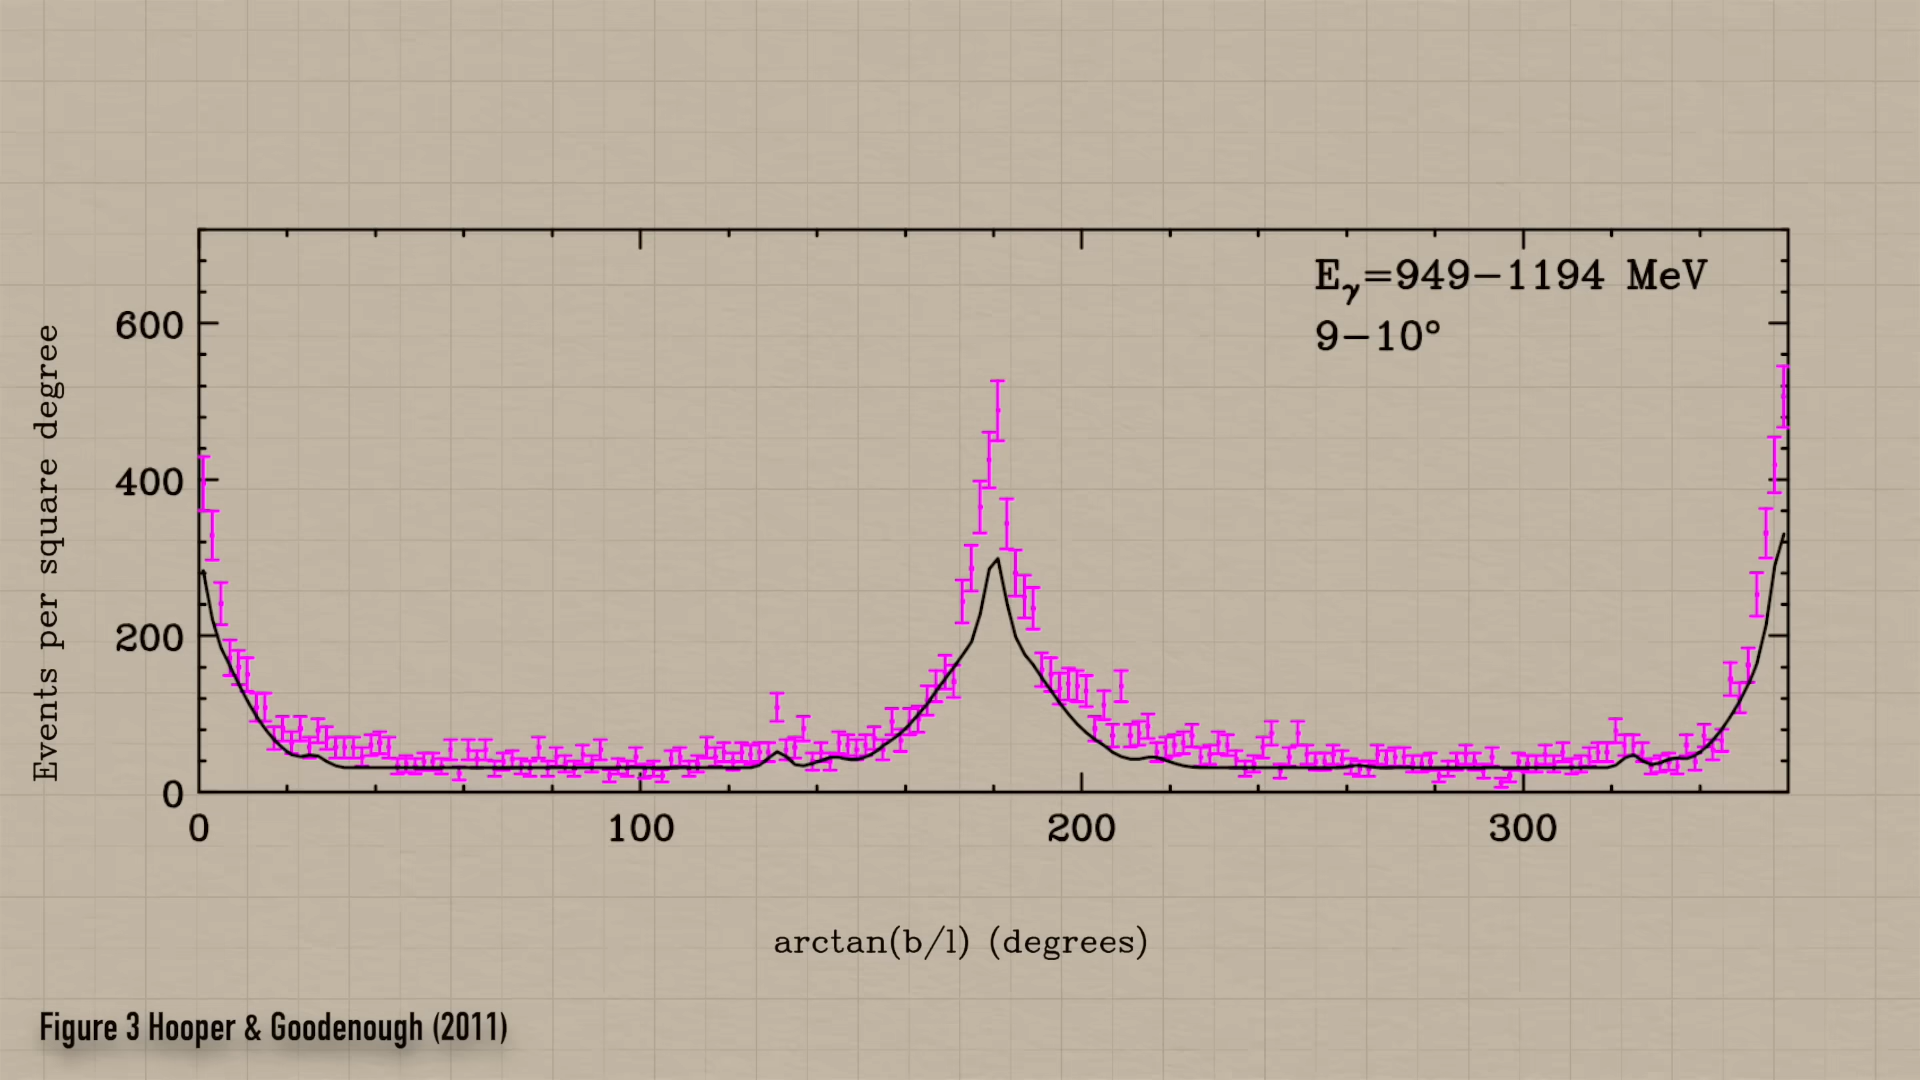 E_γ=949−1194 MeV
9−10°
600
400
200
0
0 100 200 300
Events per square degree
arctan(b/l) (degrees)
Figure 3 Hooper & Goodenough (2011)